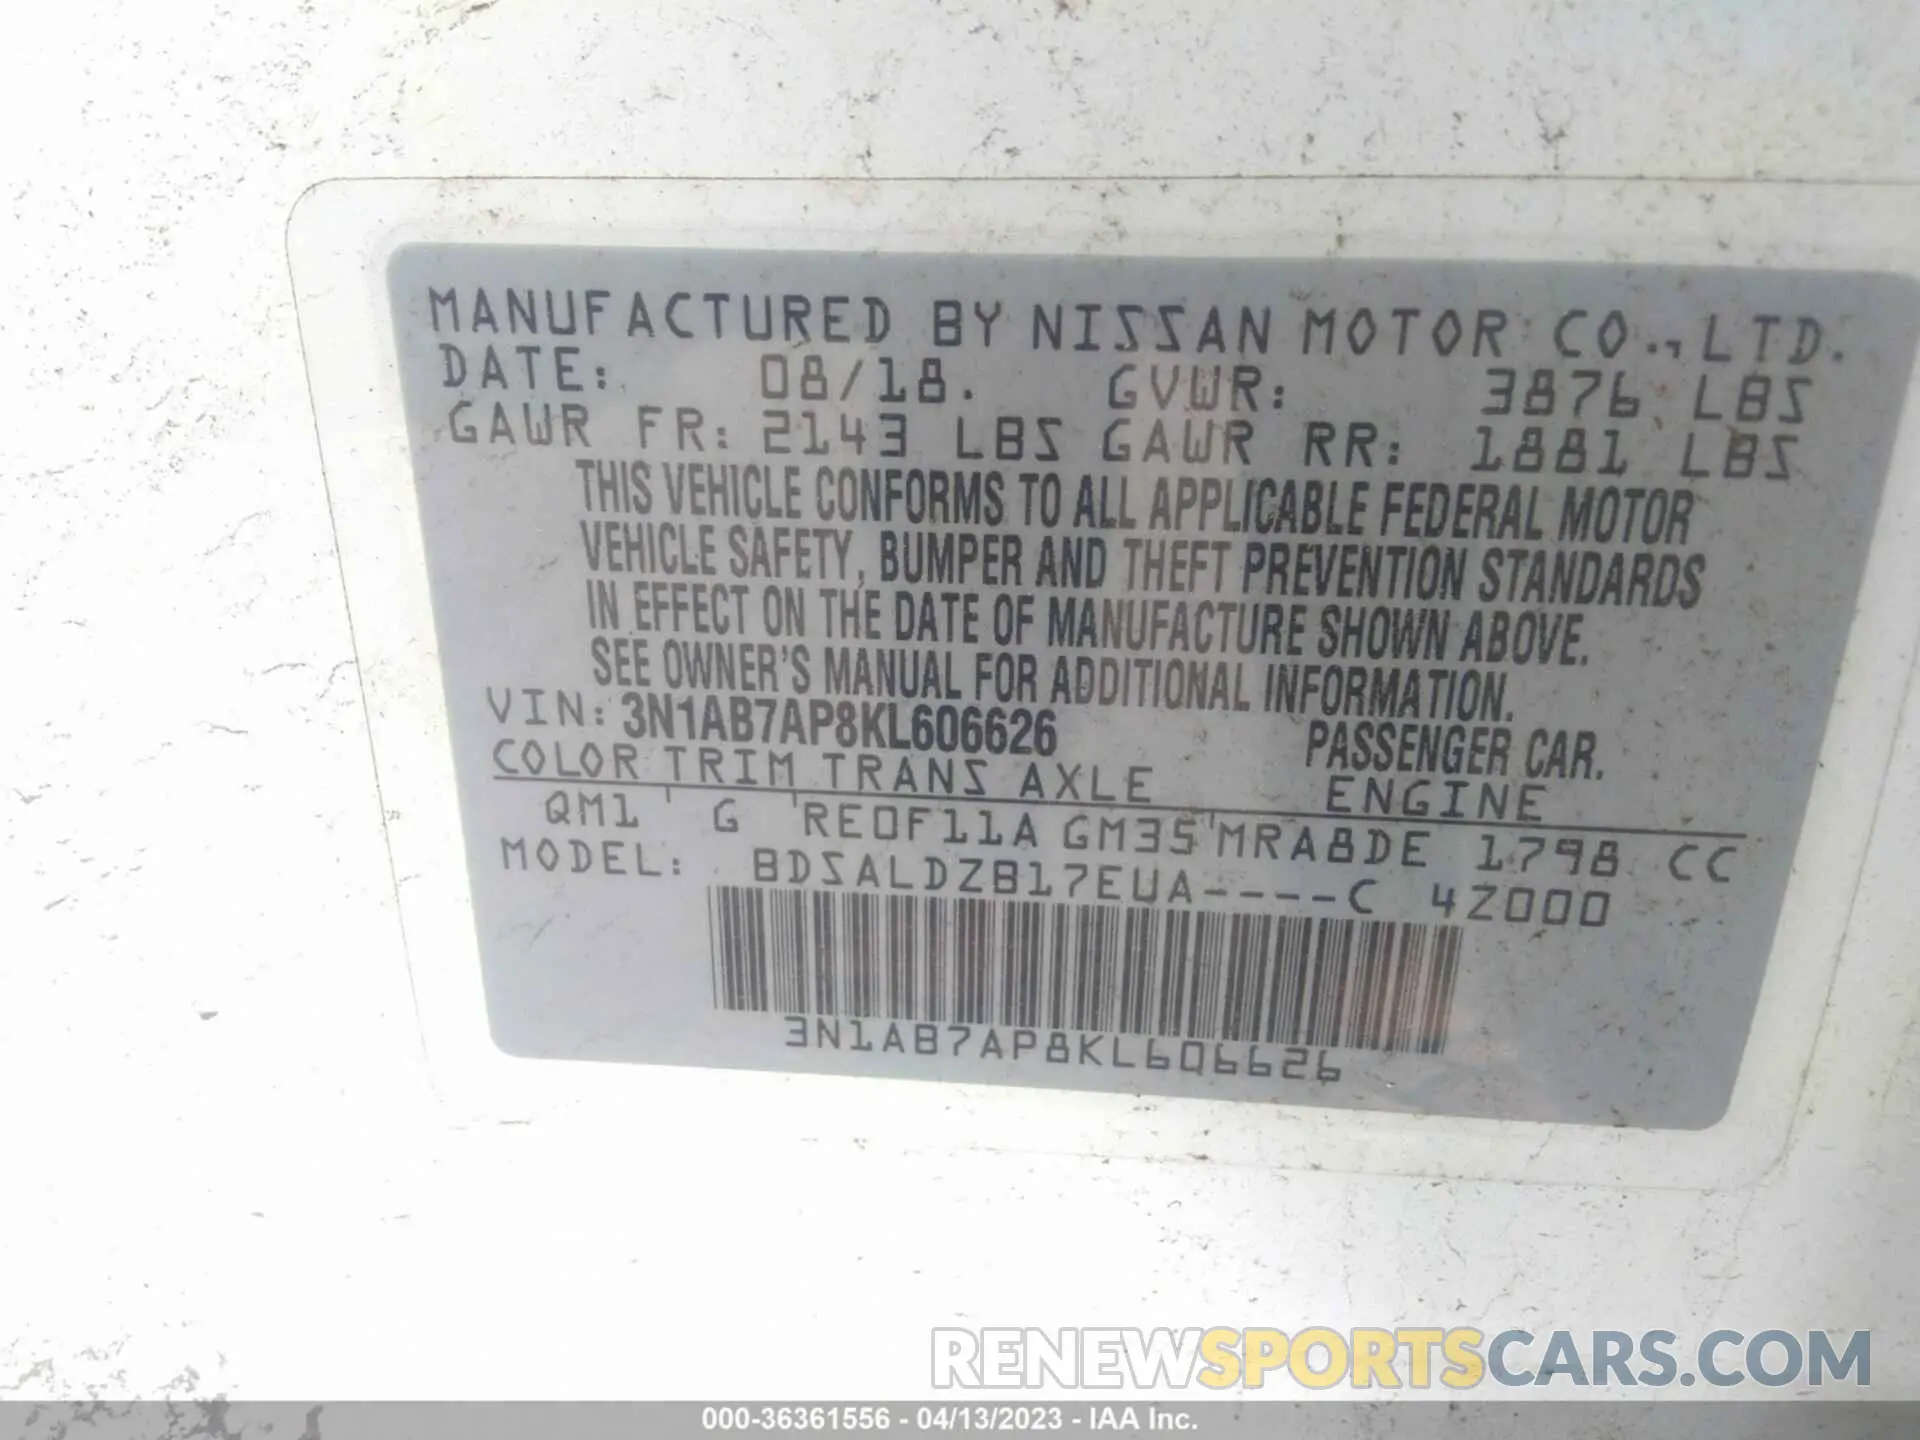 MANUFACTURED BY NISSAN MOTOR CO., LTD.
DATE: 08/18. GVWR: 3876 LBS
GAWR FR: 2143 LBS GAWR RR: 1881 LBS
THIS VEHICLE CONFORMS TO ALL APPLICABLE FEDERAL MOTOR
VEHICLE SAFETY, BUMPER AND THEFT PREVENTION STANDARDS
IN EFFECT ON THE DATE OF MANUFACTURE SHOWN ABOVE.
SEE OWNER'S MANUAL FOR ADDITIONAL INFORMATION.
VIN: 3N1AB7AP8KL606626 PASSENGER CAR.
COLOR TRIM TRANS AXLE ENGINE
QM1 G RE0F11A GM35 MRA8DE 1798 CC
MODEL: BDSALDZB17EUA----C 4Z000
3N1AB7AP8KL606626
RENEWSPORTSCARS.COM
000-36361556 - 04/13/2023 - IAA Inc.